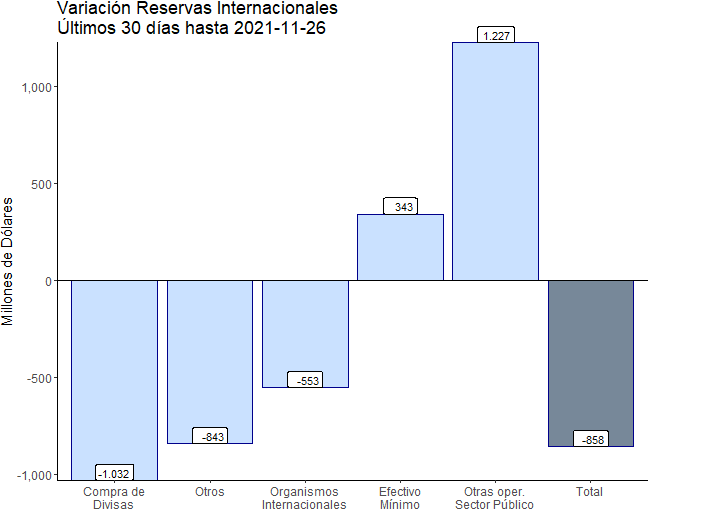 Variación Reservas Internacionales
Últimos 30 días hasta 2021-11-26
Millones de Dólares
1,000
500
0
-500
-1,000
-1.032
-843
-553
343
1.227
-858
Compra de
Divisas
Otros
Organismos
Internacionales
Efectivo
Mínimo
Otras oper.
Sector Público
Total